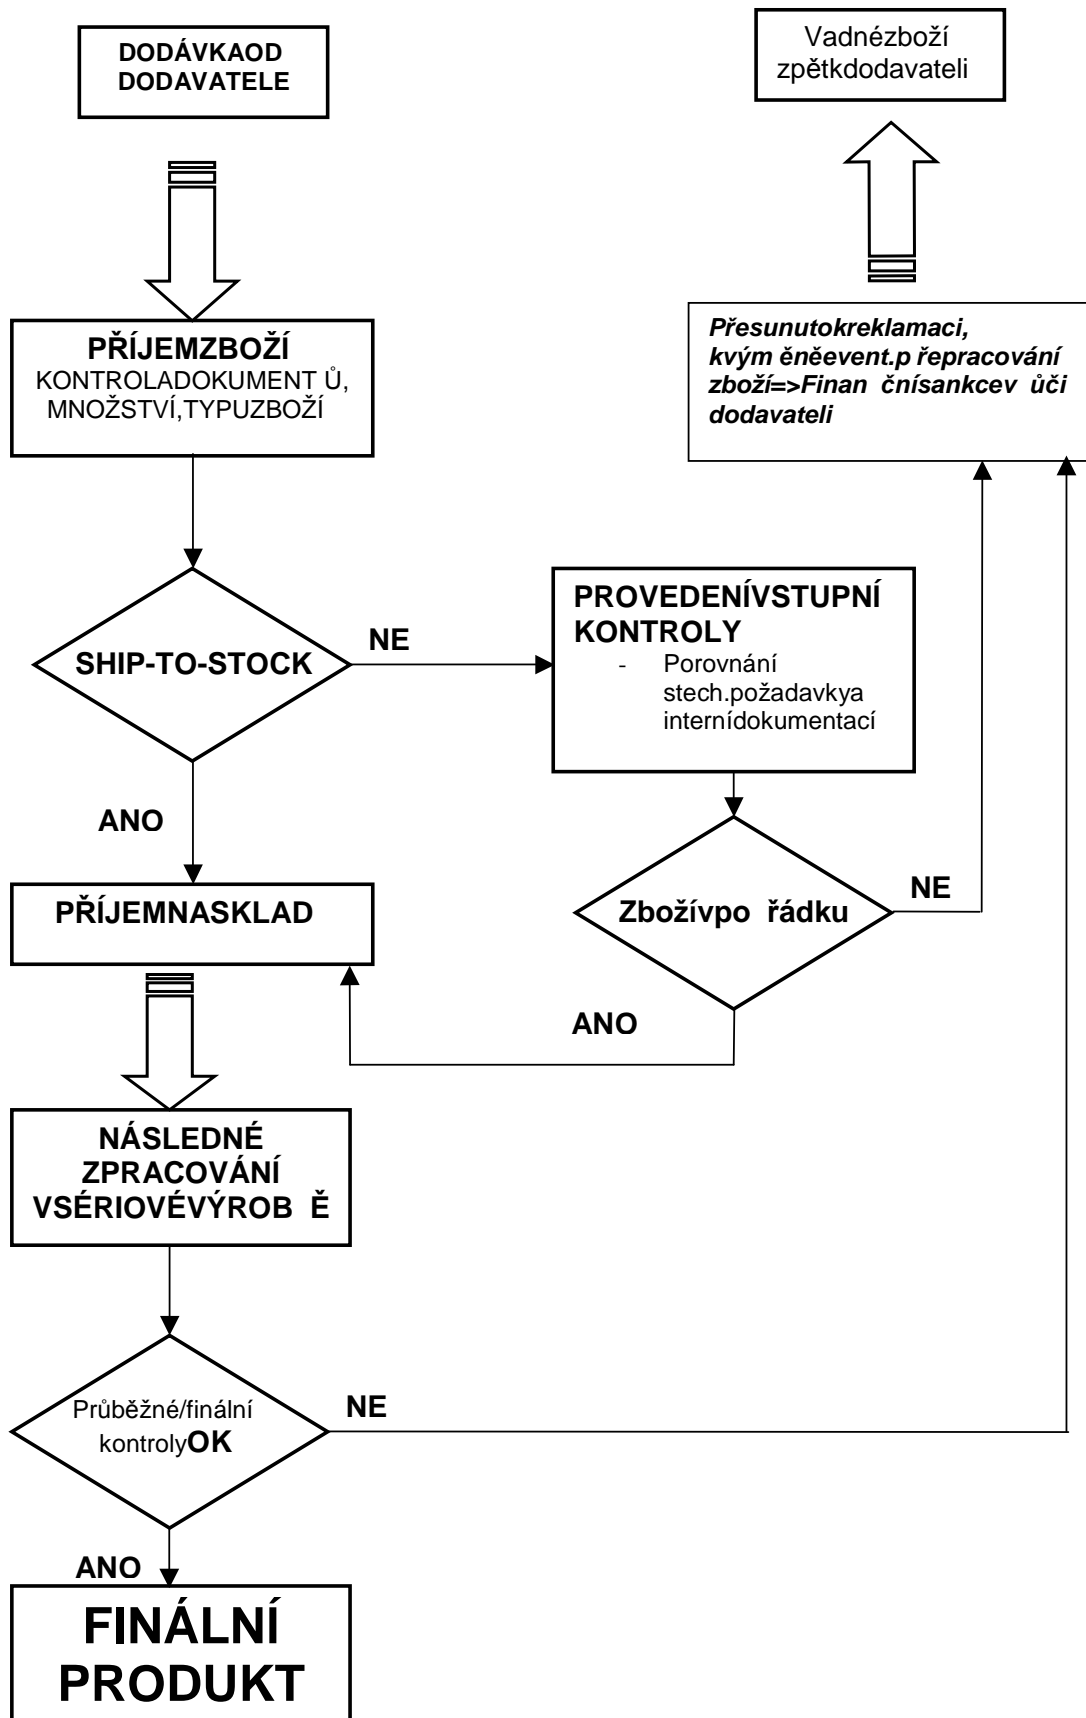 DODÁVKAOD
DODAVATELE
Vadnézboží
zpětkdodavateli
PŘÍJEMZBOŽÍ
KONTROLADOKUMENT Ů,
MNOŽSTVÍ,TYPUZBOŽÍ
Přesunutokreklamaci,
kvým ěněevent.p řepracování
zboží=>Finan čnísankcev ůči
dodavateli
SHIP-TO-STOCK
NE
PROVEDENÍVSTUPNÍ
KONTROLY
- Porovnání
stech.požadavkya
internídokumentací
ANO
PŘÍJEMNASKLAD
Zbožívpo řádku
NE
ANO
NÁSLEDNÉ
ZPRACOVÁNÍ
VSÉRIOVÉVÝROB Ě
Průběžné/finální
kontrolyOK
NE
ANO
FINÁLNÍ
PRODUKT